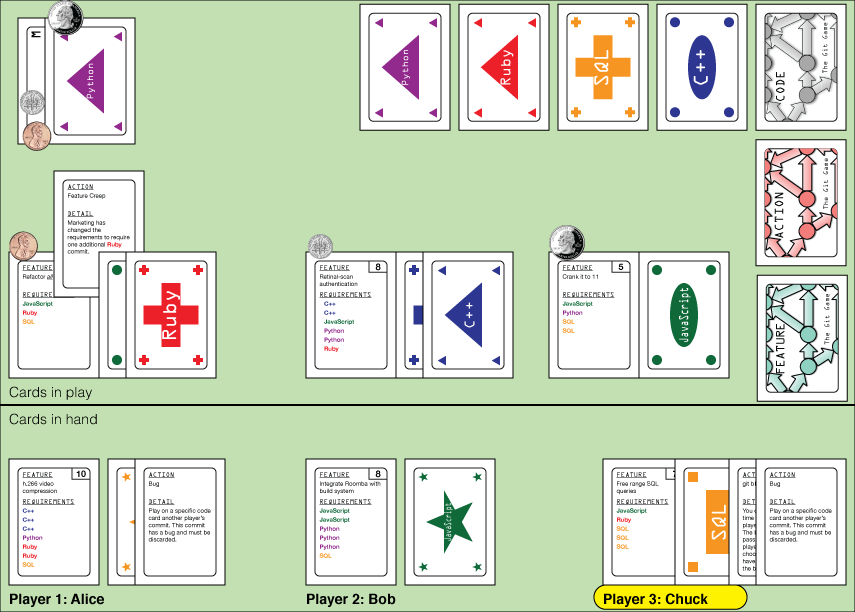 M
Python
Python
Ruby
SQL
C++
CODE
The Git Game
ACTION
Feature Creep
DETAIL
Marketing has
changed the
requirements to require
one additional Ruby
commit.
ACTION
The Git Game
FEATURE
Refactor
REQUIREMENTS
JavaScript
Ruby
SQL
Ruby
FEATURE
8
Retinal-scan
authentication
REQUIREMENTS
C++
C++
JavaScript
Python
Python
Ruby
C++
FEATURE
5
Crank it to 11
REQUIREMENTS
JavaScript
Python
SQL
SQL
JavaScript
FEATURE
The Git Game
Cards in play
Cards in hand
FEATURE
10
h.266 video
compression
REQUIREMENTS
C++
C++
C++
Python
Ruby
Ruby
SQL
ACTION
Bug
DETAIL
Play on a specific code
card another player's
commit. This commit
has a bug and must be
discarded.
FEATURE
8
Integrate Roomba with
build system
REQUIREMENTS
JavaScript
JavaScript
Python
Python
Python
SQL
JavaScript
FEATURE
Free range SQL
queries
REQUIREMENTS
JavaScript
Ruby
SQL
SQL
SQL
SQL
ACTION
Bug
DETAIL
Play on a specific code
card another player's
commit. This commit
has a bug and must be
discarded.
Player 1: Alice
Player 2: Bob
Player 3: Chuck